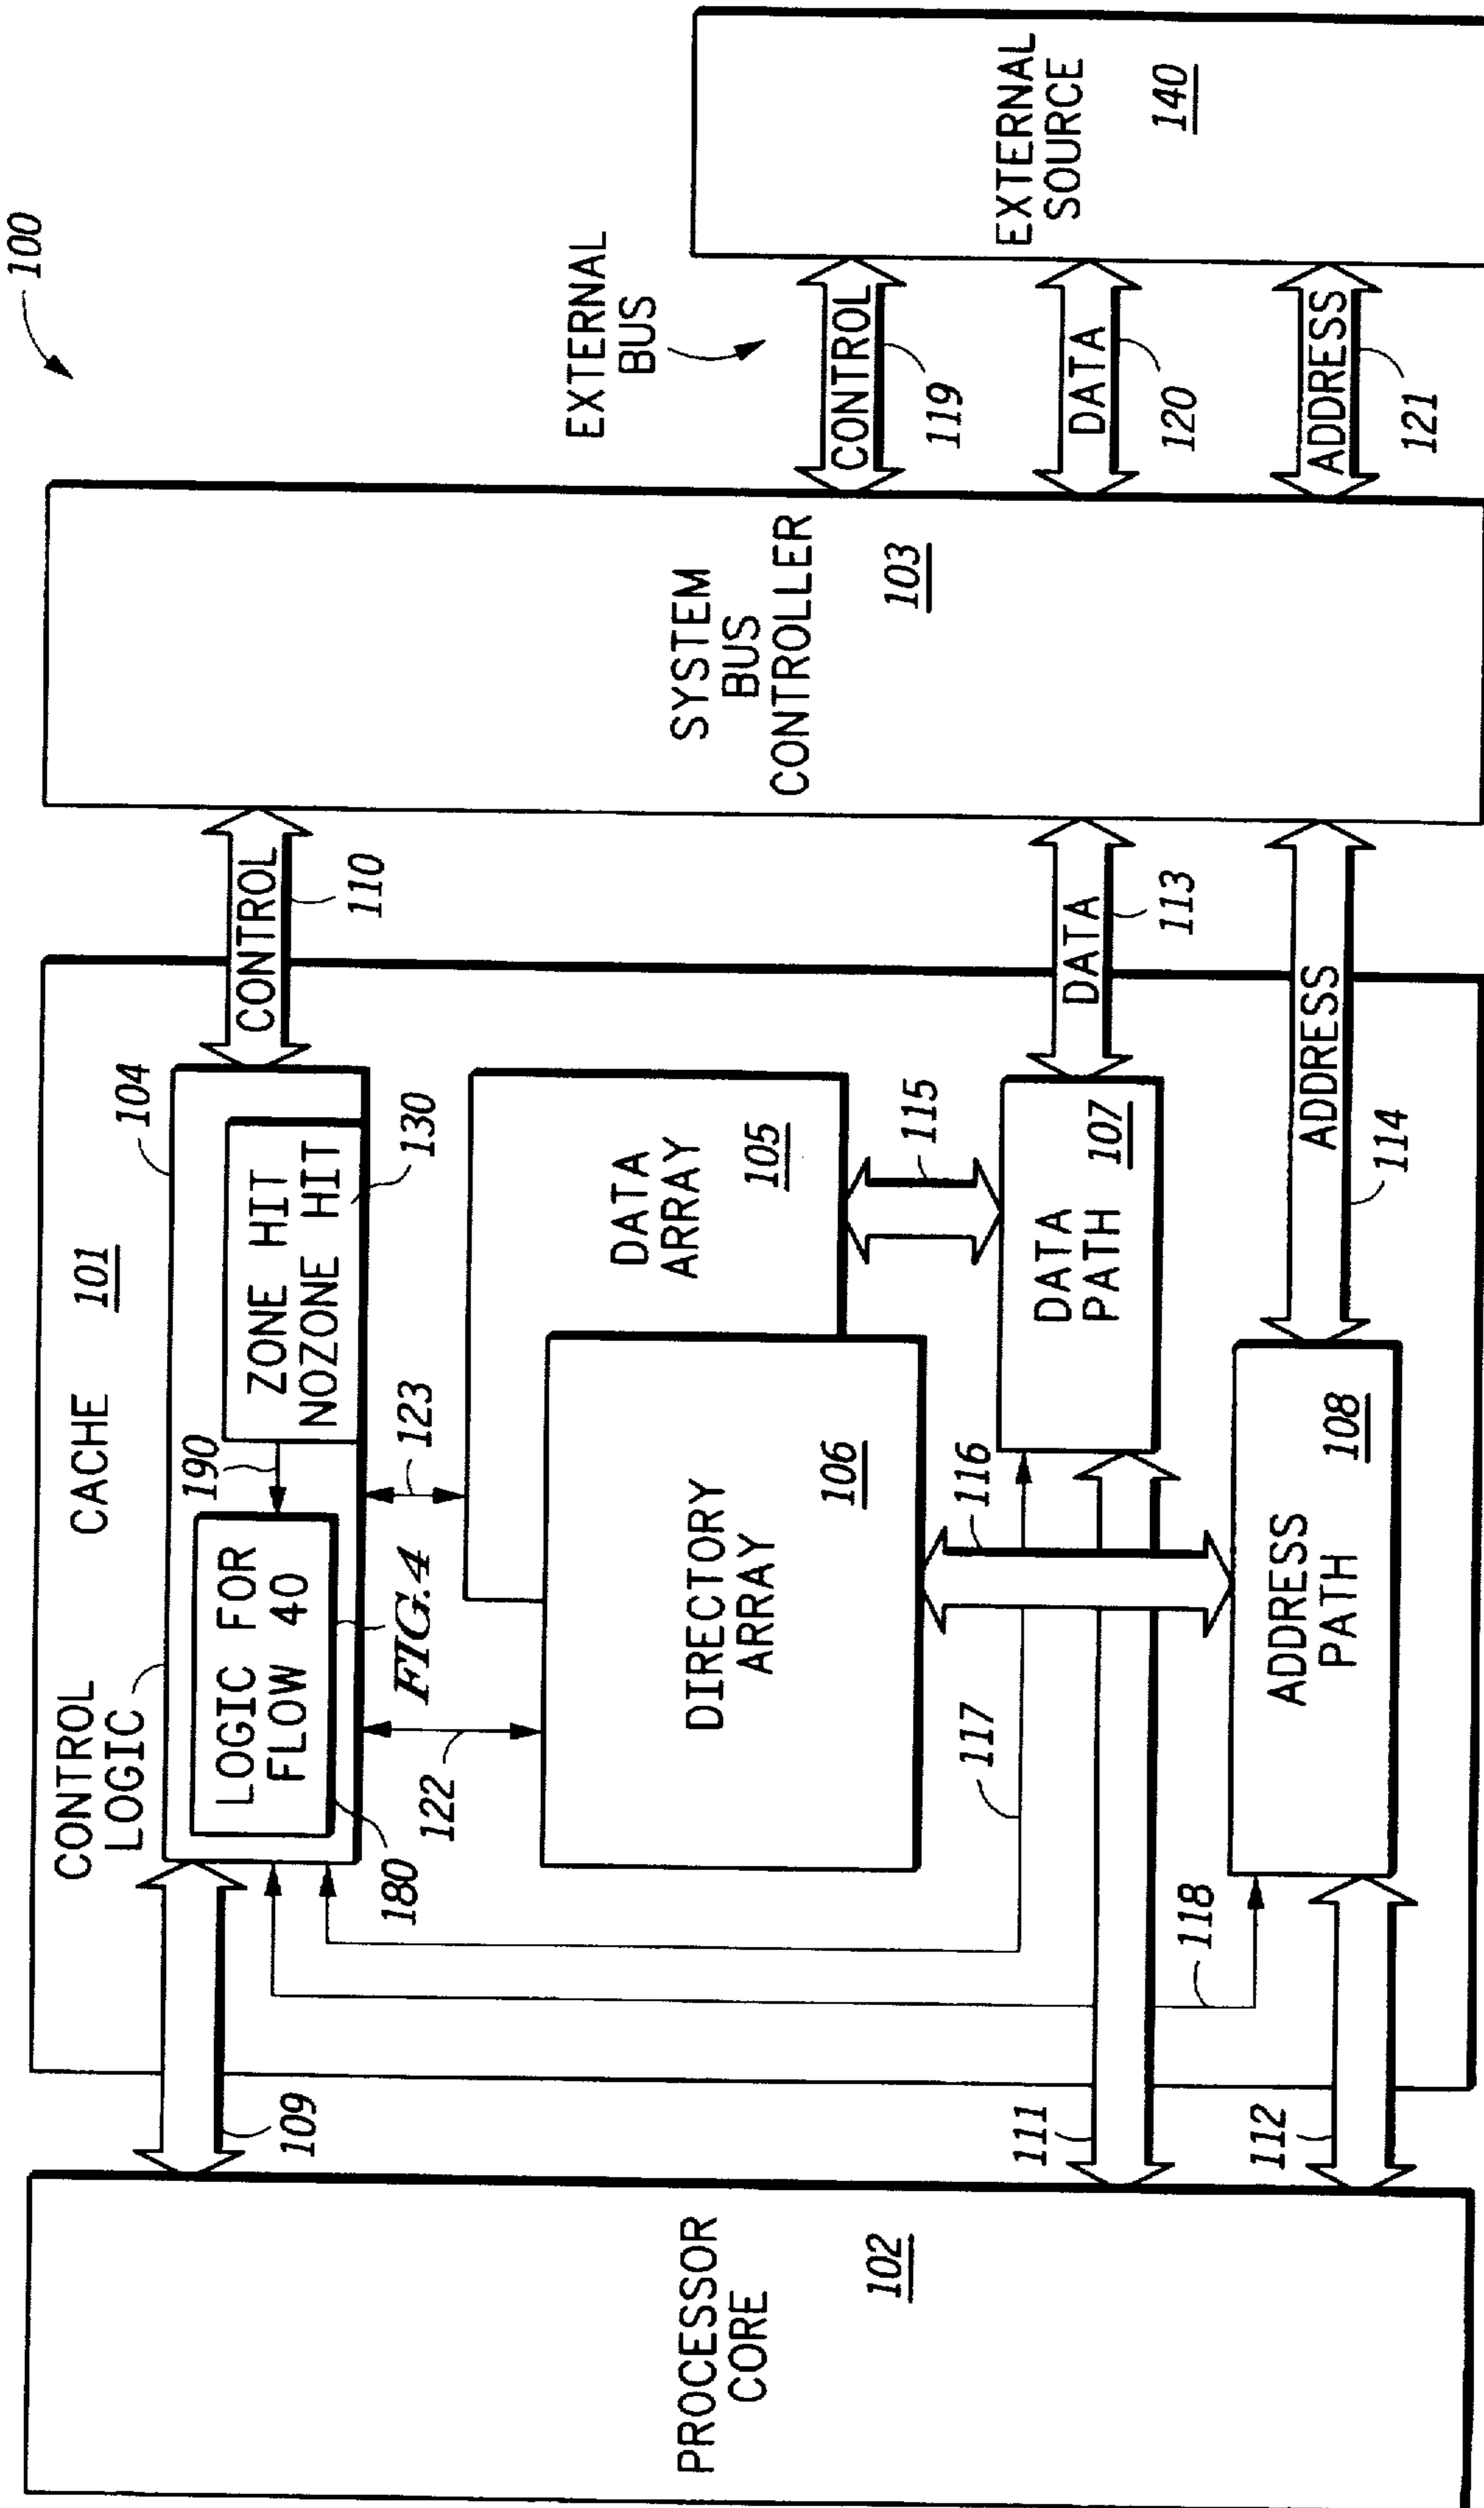 100
PROCESSOR
CORE
102
109
111
112
CONTROL
LOGIC
CACHE
101
104
LOGIC FOR
FLOW 40
180
190
ZONE HIT
NOZONE HIT
130
FIG.4
122
123
DIRECTORY
ARRAY
106
DATA
ARRAY
105
115
116
117
118
DATA
PATH
107
ADDRESS
PATH
108
CONTROL
110
DATA
113
ADDRESS
114
SYSTEM
BUS
CONTROLLER
103
EXTERNAL
BUS
CONTROL
119
DATA
120
ADDRESS
121
EXTERNAL
SOURCE
140